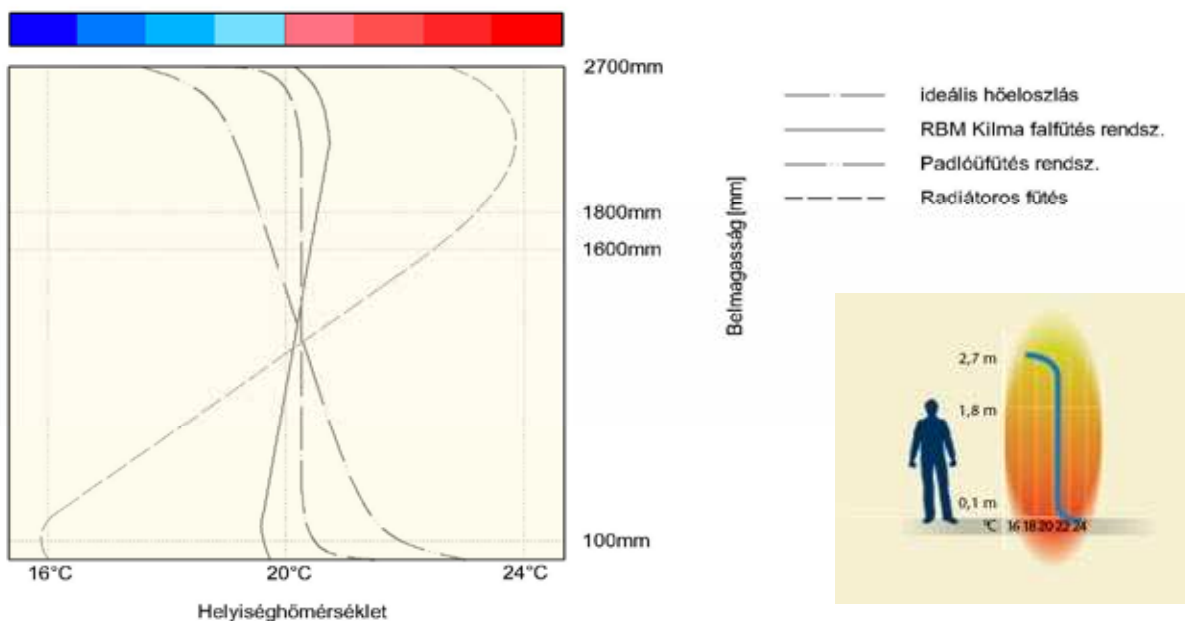 2700mm
1800mm
1600mm
100mm
16°C
20°C
24°C
Helyiséghőmérséklet
Belmagasság [mm]
ideális hőeloszlás
RBM Kilma falfűtés rendsz.
Padlóűfűtés rendsz.
Radiátoros fűtés
2,7 m
1,8 m
0,1 m
°C 16 18 20 22 24